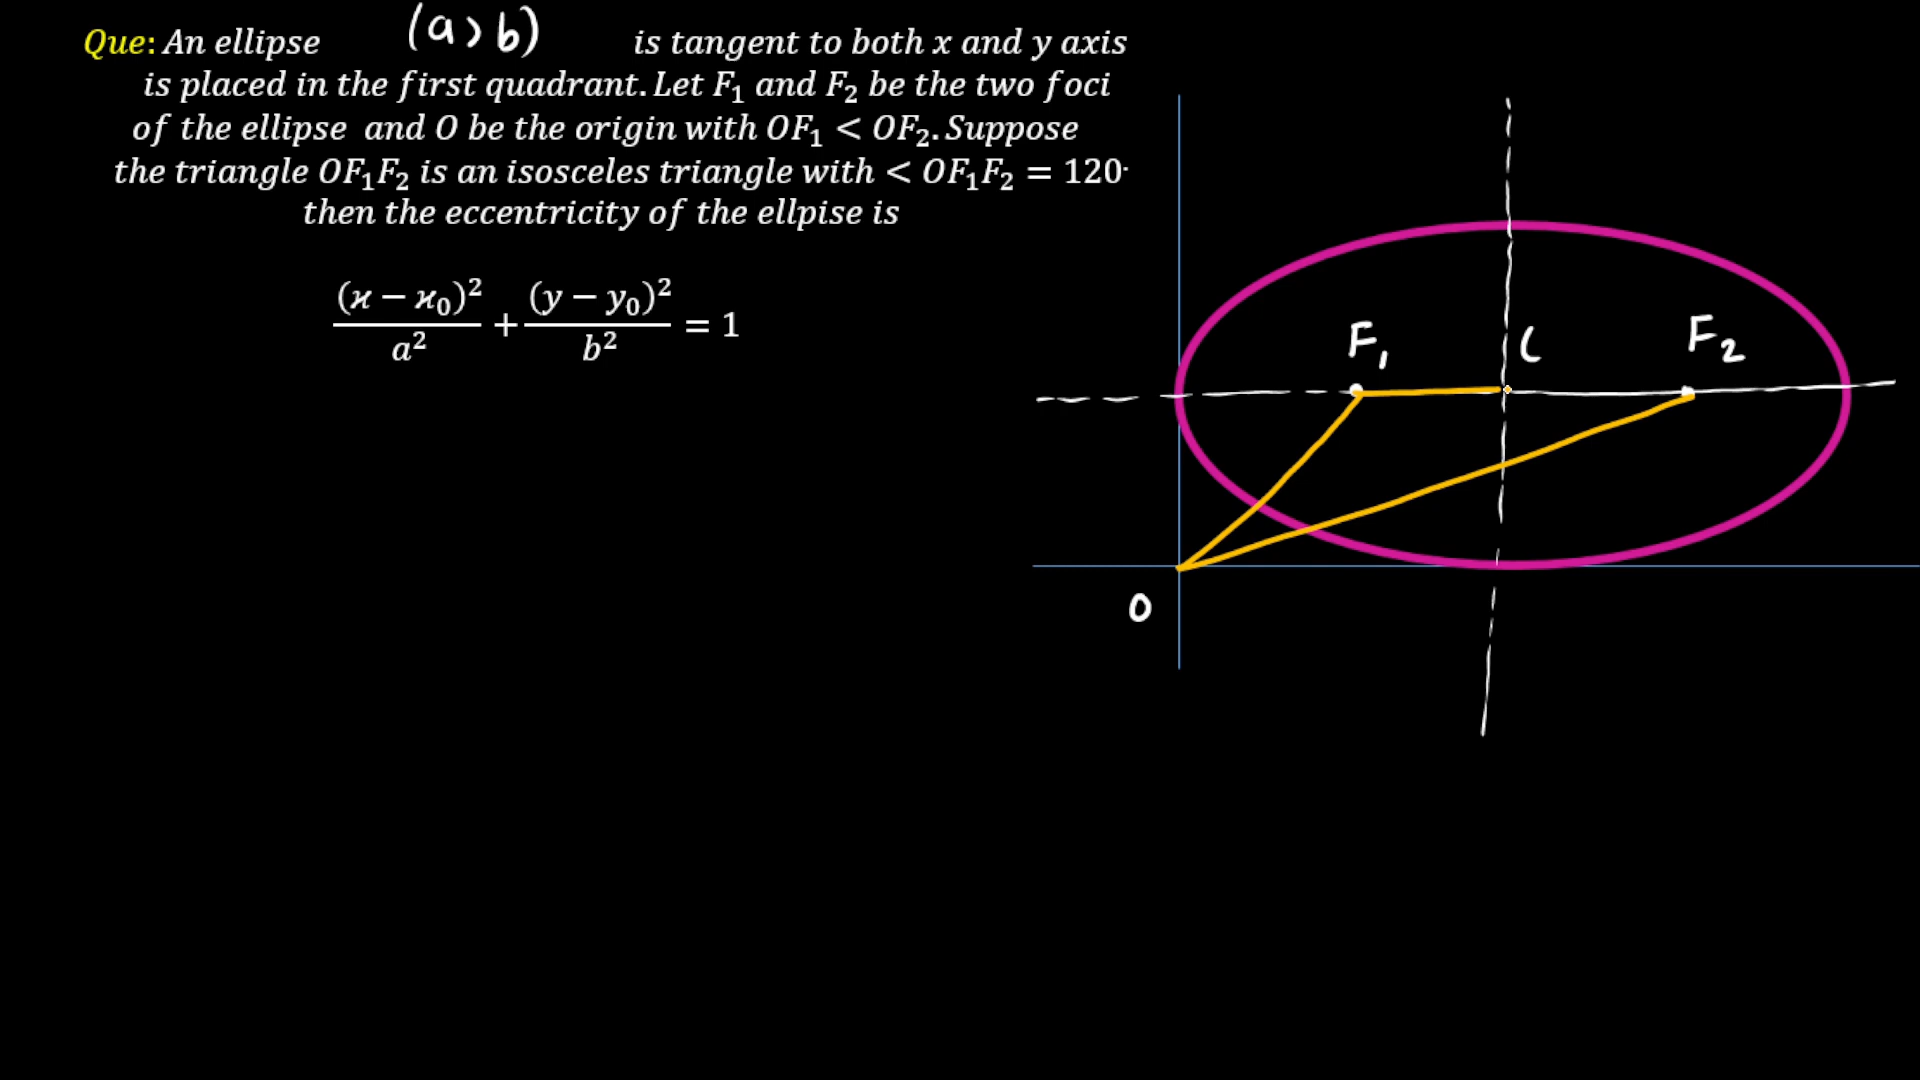 Que: An ellipse (a>b) is tangent to both x and y axis
is placed in the first quadrant. Let F₁ and F₂ be the two foci
of the ellipse and O be the origin with OF₁ < OF₂. Suppose
the triangle OF₁F₂ is an isosceles triangle with < OF₁F₂ = 120·
then the eccentricity of the ellpise is
(ϰ − ϰ₀)²/a² + (y − y₀)²/b² = 1
F₁
C
F₂
O